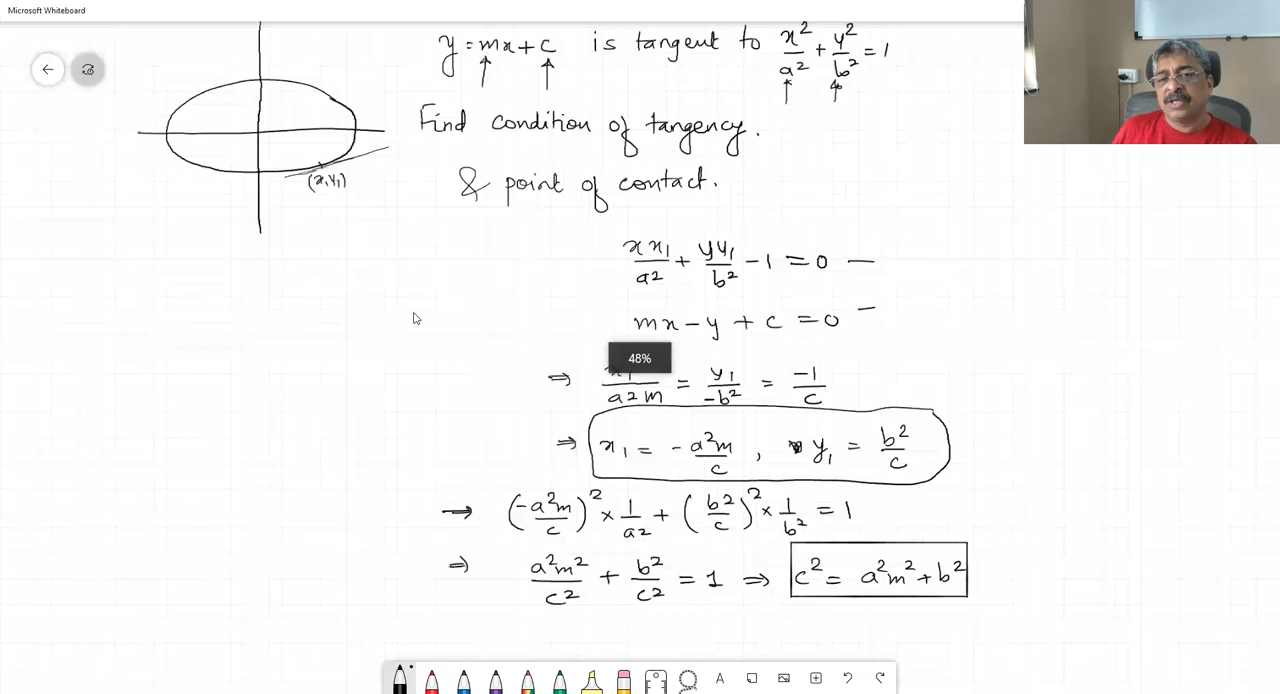 Microsoft Whiteboard
y = mx + c is tangent to x²/a² + y²/b² = 1
Find condition of tangency.
& point of contact.
(x, y₁)
xx₁/a² + yy₁/b² - 1 = 0 —
mx - y + c = 0 —
48%
⇒ x₁/a²m = y₁/-b² = -1/c
⇒ x₁ = -a²m/c , y₁ = b²/c
→ (-a²m/c)² × 1/a² + (b²/c)² × 1/b² = 1
⇒ a²m²/c² + b²/c² = 1 ⇒ c² = a²m² + b²
A